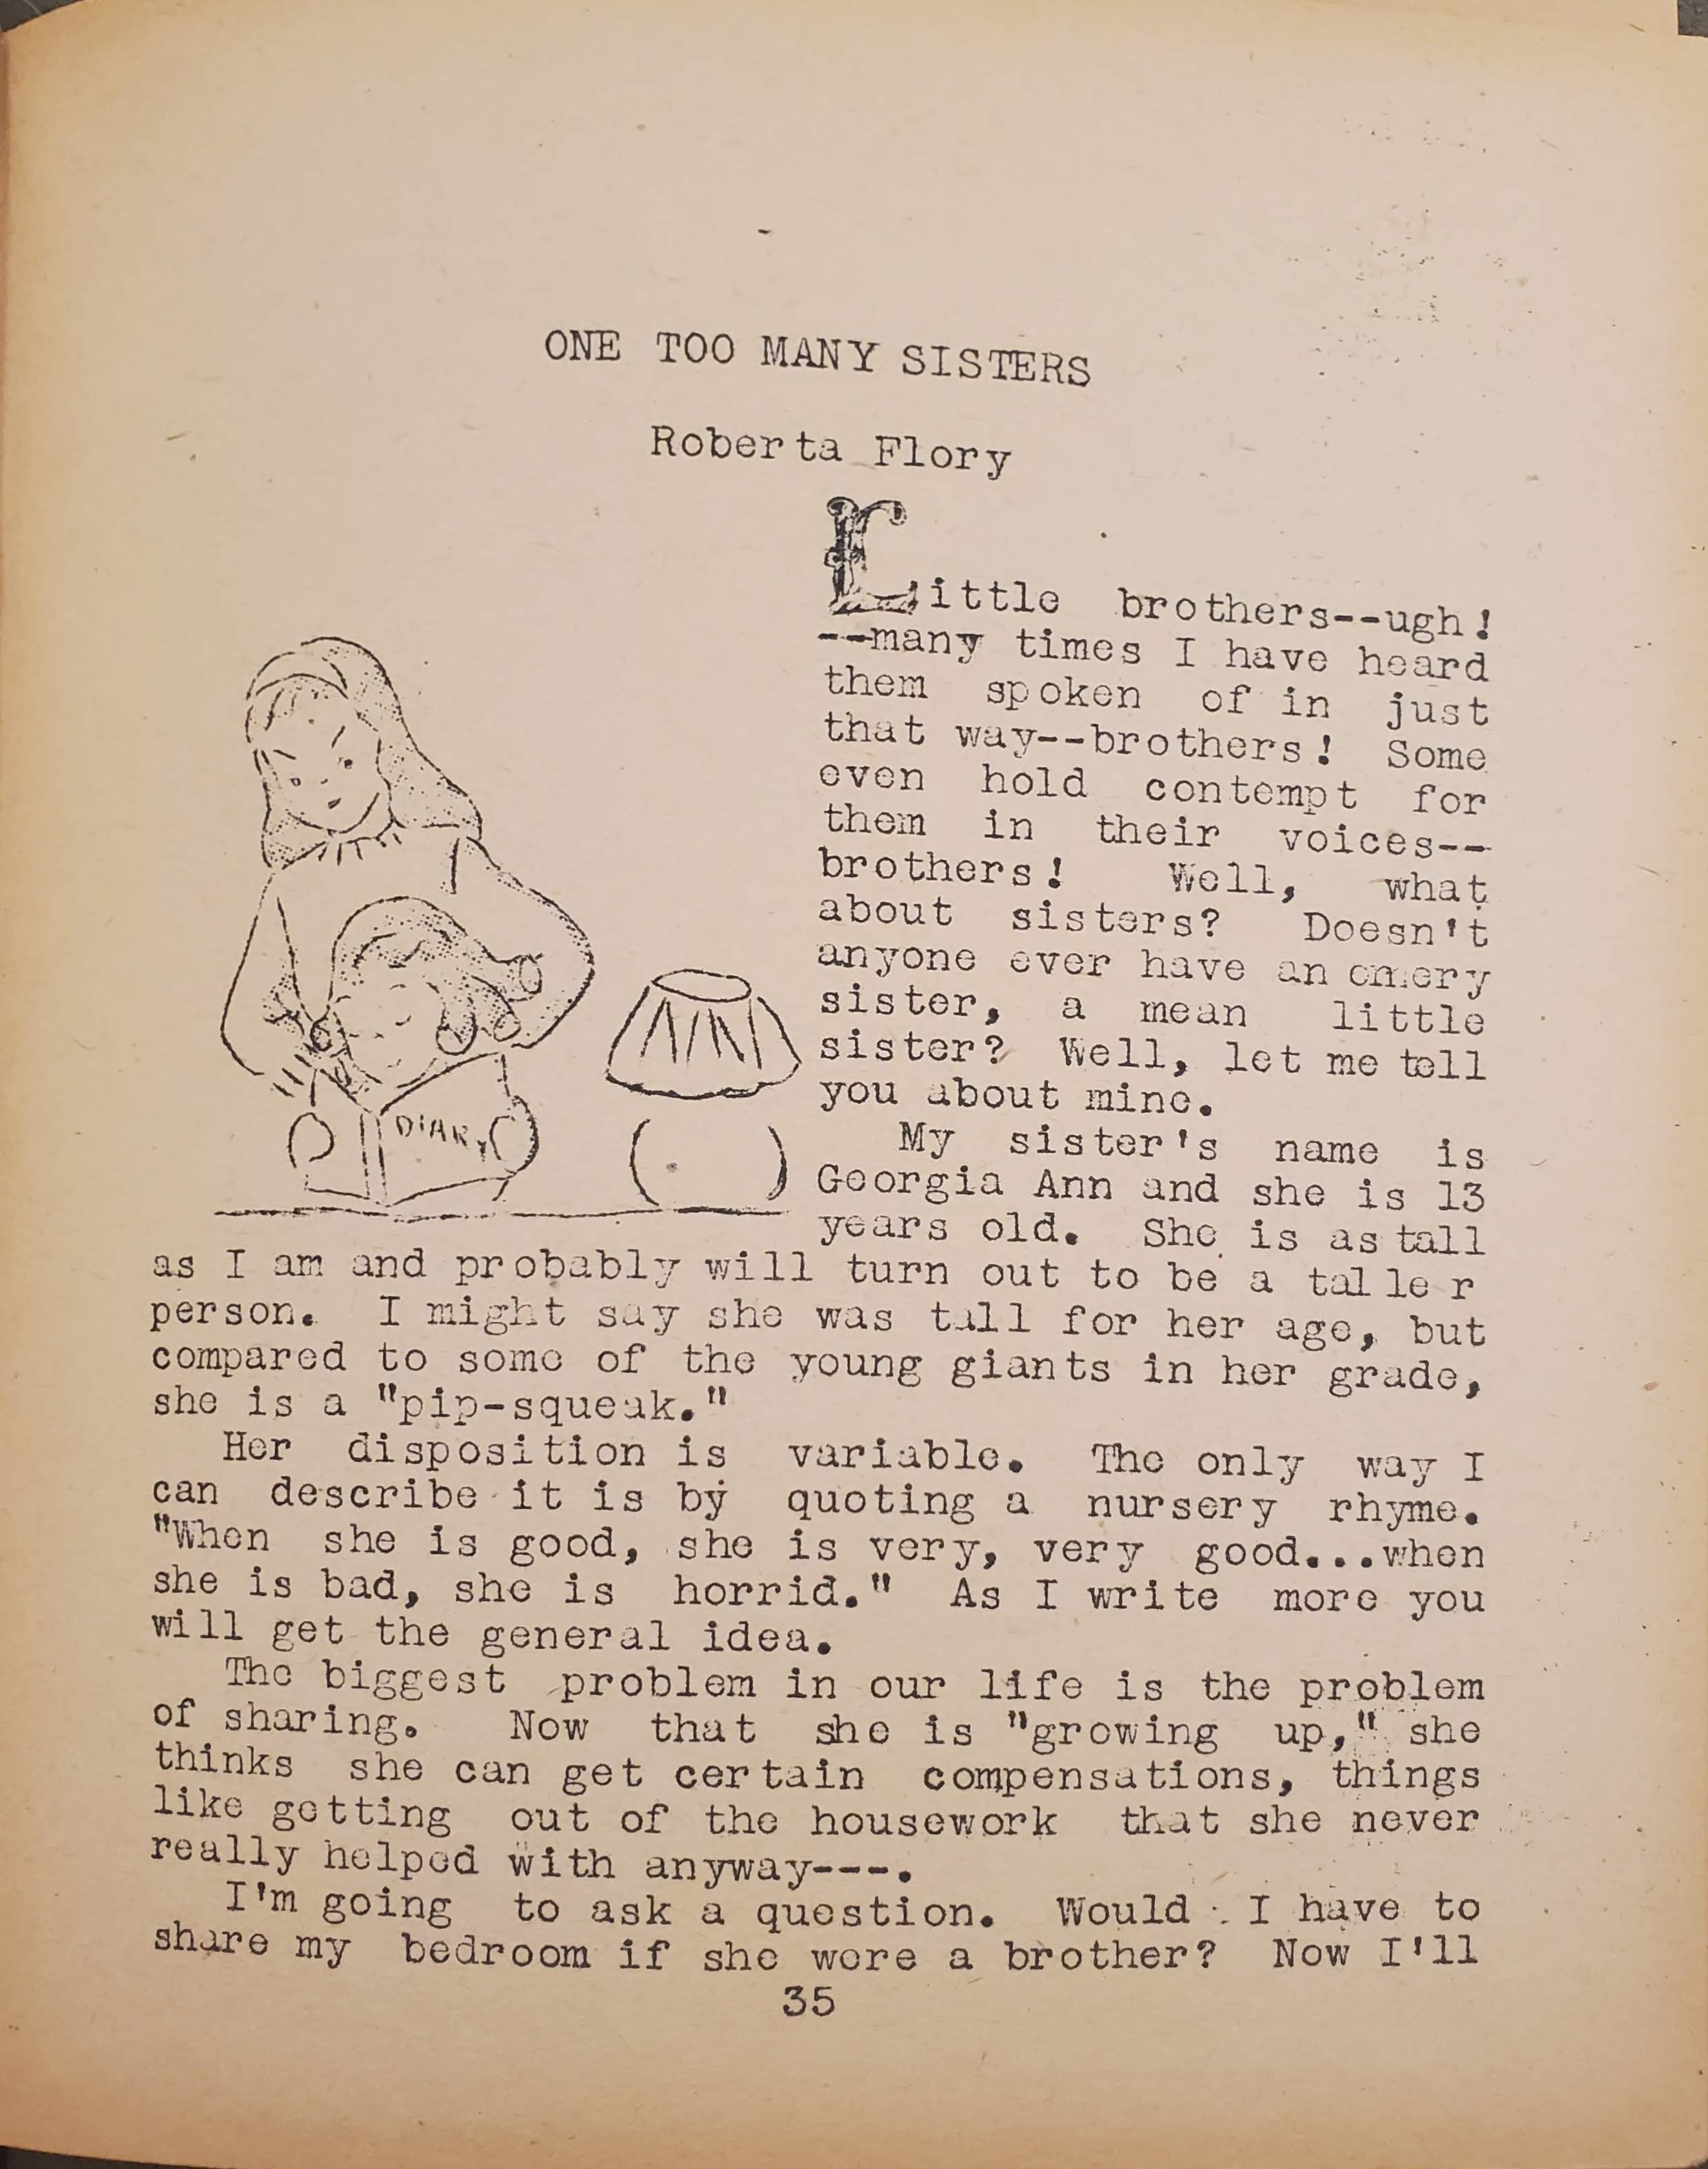 ONE TOO MANY SISTERS
Roberta Flory
Little brothers--ugh!
--many times I have heard
them spoken of in just
that way--brothers! Some
even hold contempt for
them in their voices--
brothers! Well, what
about sisters? Doesn't
anyone ever have an ornery
sister, a mean little
sister? Well, let me tell
you about mine.
DIARY
My sister's name is
Georgia Ann and she is 13
years old. She is as tall
as I am and probably will turn out to be a taller
person. I might say she was tall for her age, but
compared to some of the young giants in her grade,
she is a "pip-squeak."
Her disposition is variable. The only way I
can describe it is by quoting a nursery rhyme.
"When she is good, she is very, very good...when
she is bad, she is horrid." As I write more you
will get the general idea.
The biggest problem in our life is the problem
of sharing. Now that she is "growing up," she
thinks she can get certain compensations, things
like getting out of the housework that she never
really helped with anyway---.
I'm going to ask a question. Would I have to
share my bedroom if she were a brother? Now I'll
35